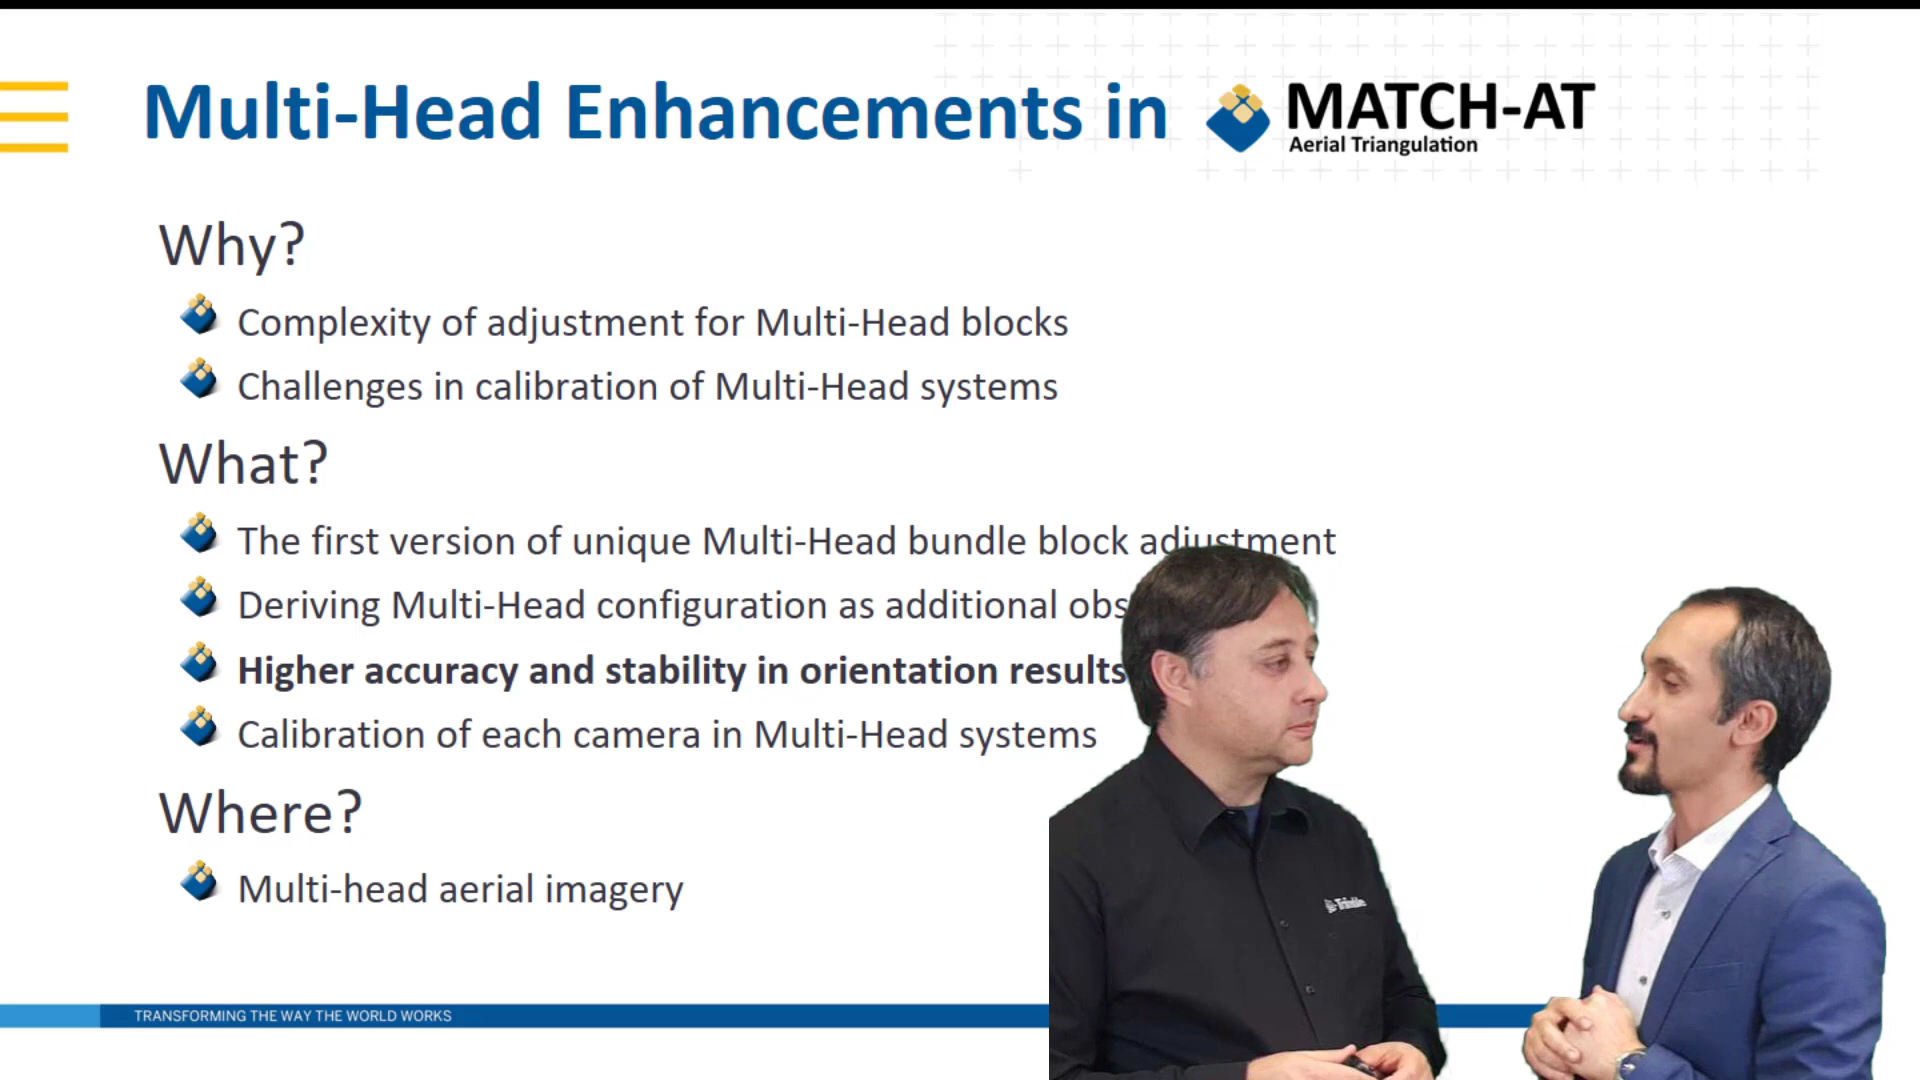 Multi-Head Enhancements in
MATCH-AT
Aerial Triangulation
Why?
Complexity of adjustment for Multi-Head blocks
Challenges in calibration of Multi-Head systems
What?
The first version of unique Multi-Head bundle block adjustment
Deriving Multi-Head configuration as additional
Higher accuracy and stability in orientation results
Calibration of each camera in Multi-Head systems
Where?
Multi-head aerial imagery
Trimble
TRANSFORMING THE WAY THE WORLD WORKS